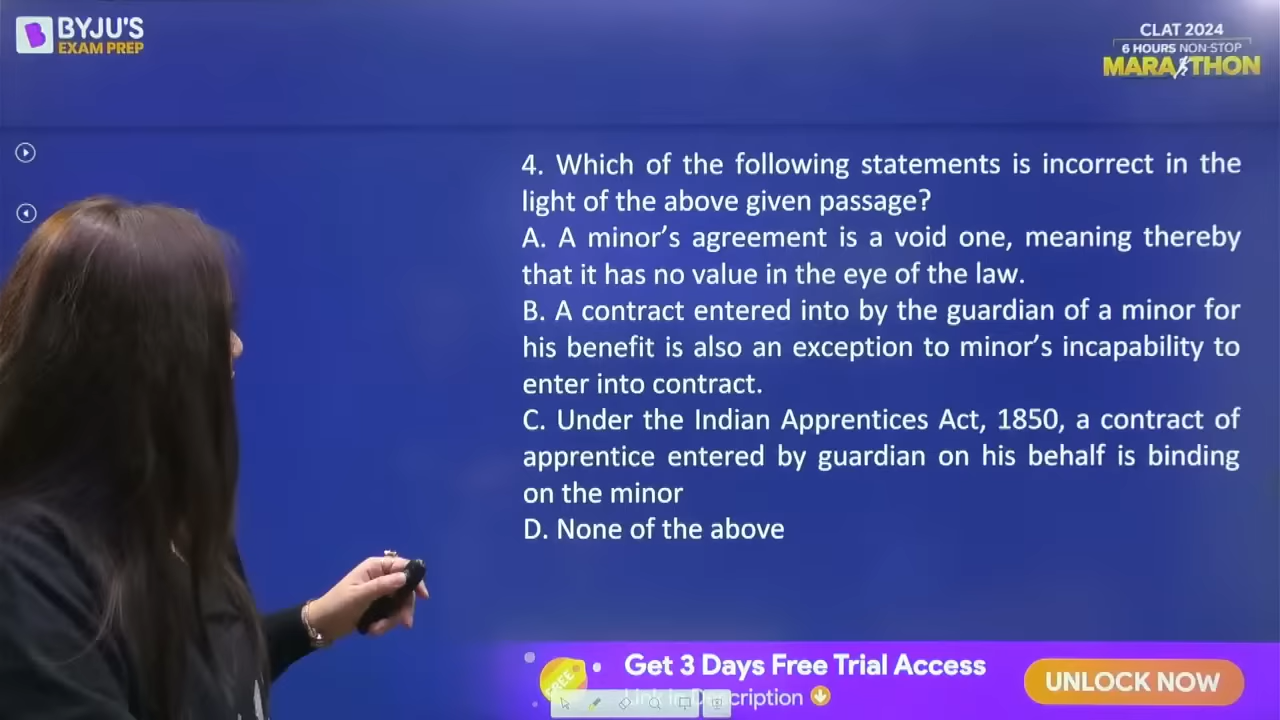 BYJU'S
EXAM PREP
CLAT 2024
6 HOURS NON-STOP
MARATHON
4. Which of the following statements is incorrect in the
light of the above given passage?
A. A minor's agreement is a void one, meaning thereby
that it has no value in the eye of the law.
B. A contract entered into by the guardian of a minor for
his benefit is also an exception to minor's incapability to
enter into contract.
C. Under the Indian Apprentices Act, 1850, a contract of
apprentice entered by guardian on his behalf is binding
on the minor
D. None of the above
FREE
Get 3 Days Free Trial Access
Link In Description
UNLOCK NOW